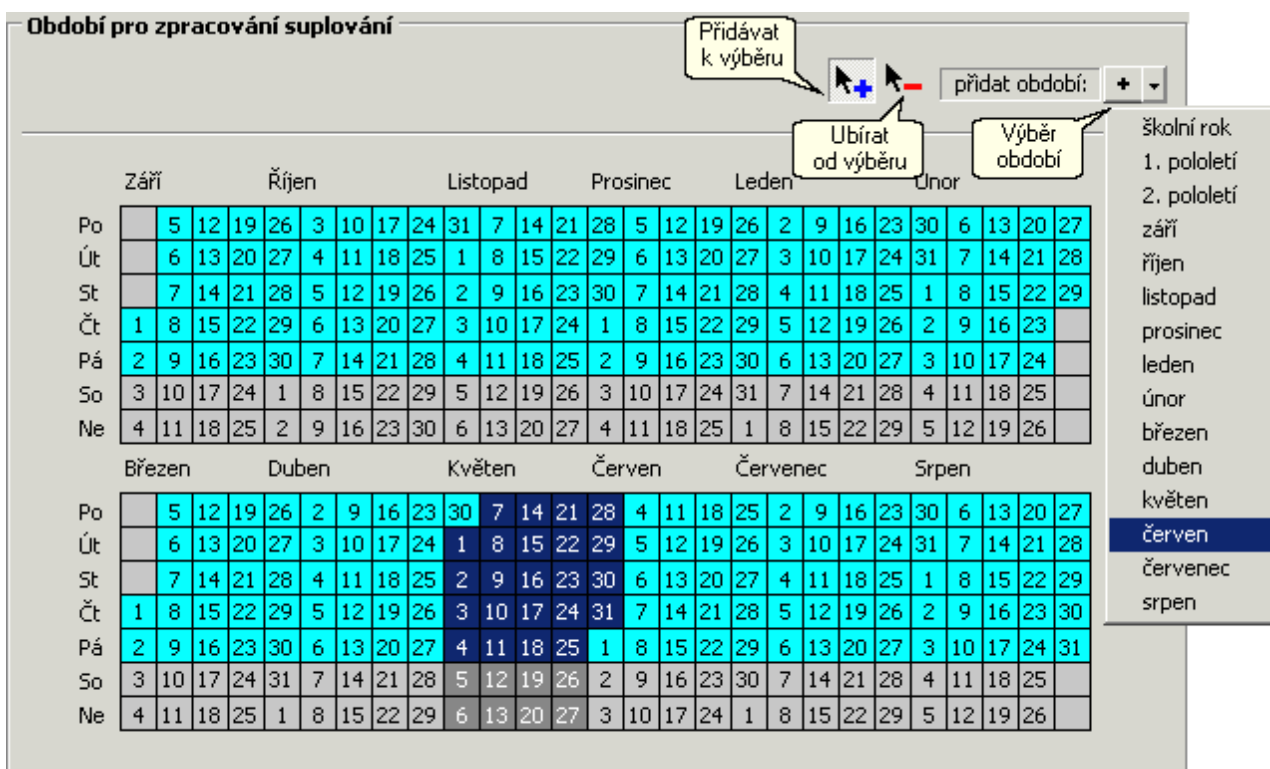 Období pro zpracování suplování
Přidávat
k výběru
přidat období:
Ubírat
od výběru
Výběr
období
školní rok
1. pololetí
2. pololetí
září
říjen
listopad
prosinec
leden
únor
březen
duben
květen
červen
červenec
srpen
Září Říjen Listopad Prosinec Leden Únor
Po 5 12 19 26 3 10 17 24 31 7 14 21 28 5 12 19 26 2 9 16 23 30 6 13 20 27
Út 6 13 20 27 4 11 18 25 1 8 15 22 29 6 13 20 27 3 10 17 24 31 7 14 21 28
St 7 14 21 28 5 12 19 26 2 9 16 23 30 7 14 21 28 4 11 18 25 1 8 15 22 29
Čt 1 8 15 22 29 6 13 20 27 3 10 17 24 1 8 15 22 29 5 12 19 26 2 9 16 23
Pá 2 9 16 23 30 7 14 21 28 4 11 18 25 2 9 16 23 30 6 13 20 27 3 10 17 24
So 3 10 17 24 1 8 15 22 29 5 12 19 26 3 10 17 24 31 7 14 21 28 4 11 18 25
Ne 4 11 18 25 2 9 16 23 30 6 13 20 27 4 11 18 25 1 8 15 22 29 5 12 19 26
Březen Duben Květen Červen Červenec Srpen
Po 5 12 19 26 2 9 16 23 30 7 14 21 28 4 11 18 25 2 9 16 23 30 6 13 20 27
Út 6 13 20 27 3 10 17 24 1 8 15 22 29 5 12 19 26 3 10 17 24 31 7 14 21 28
St 7 14 21 28 4 11 18 25 2 9 16 23 30 6 13 20 27 4 11 18 25 1 8 15 22 29
Čt 1 8 15 22 29 5 12 19 26 3 10 17 24 31 7 14 21 28 5 12 19 26 2 9 16 23 30
Pá 2 9 16 23 30 6 13 20 27 4 11 18 25 1 8 15 22 29 6 13 20 27 3 10 17 24 31
So 3 10 17 24 31 7 14 21 28 5 12 19 26 2 9 16 23 30 7 14 21 28 4 11 18 25
Ne 4 11 18 25 1 8 15 22 29 6 13 20 27 3 10 17 24 1 8 15 22 29 5 12 19 26